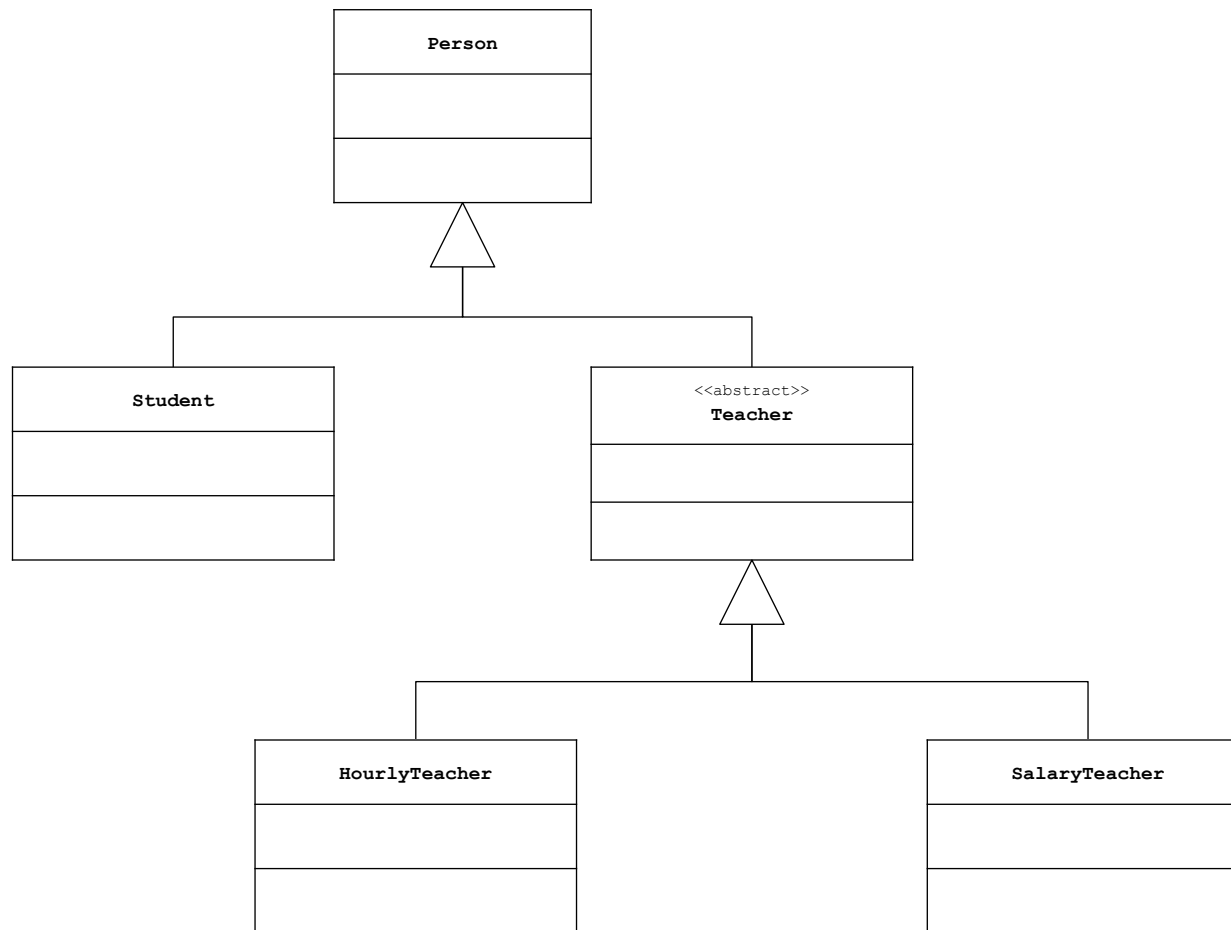 Person
Student
<<abstract>>
Teacher
HourlyTeacher
SalaryTeacher